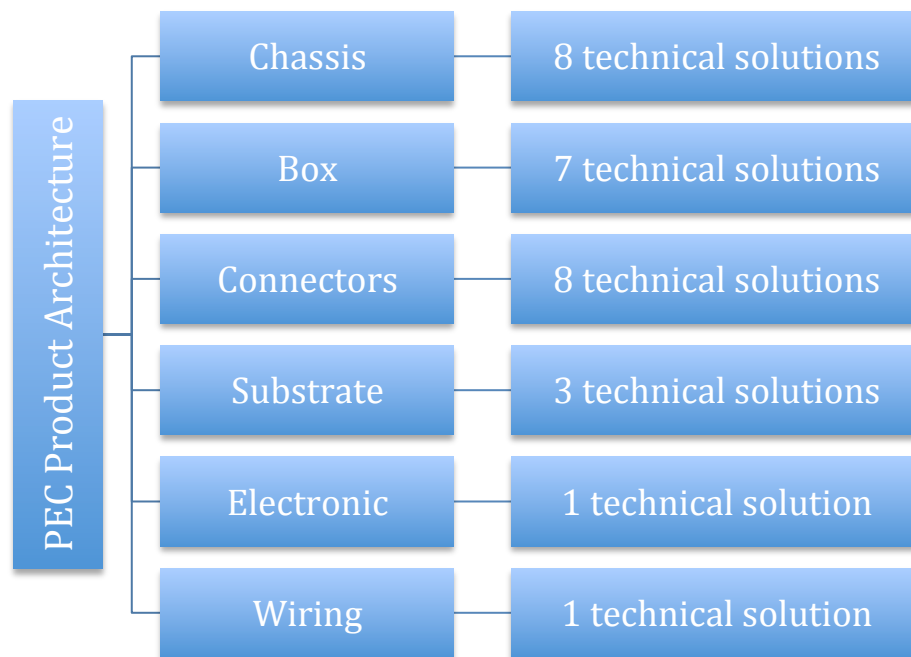 PEC Product Architecture
Chassis
8 technical solutions
Box
7 technical solutions
Connectors
8 technical solutions
Substrate
3 technical solutions
Electronic
1 technical solution
Wiring
1 technical solution